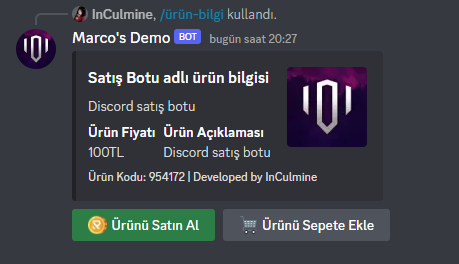 InCulmine, /ürün-bilgi kullandı.
Marco's Demo BOT bugün saat 20:27
Satış Botu adlı ürün bilgisi
Discord satış botu
Ürün Fiyatı Ürün Açıklaması
100TL Discord satış botu
Ürün Kodu: 954172 | Developed by InCulmine
Ürünü Satın Al Ürünü Sepete Ekle